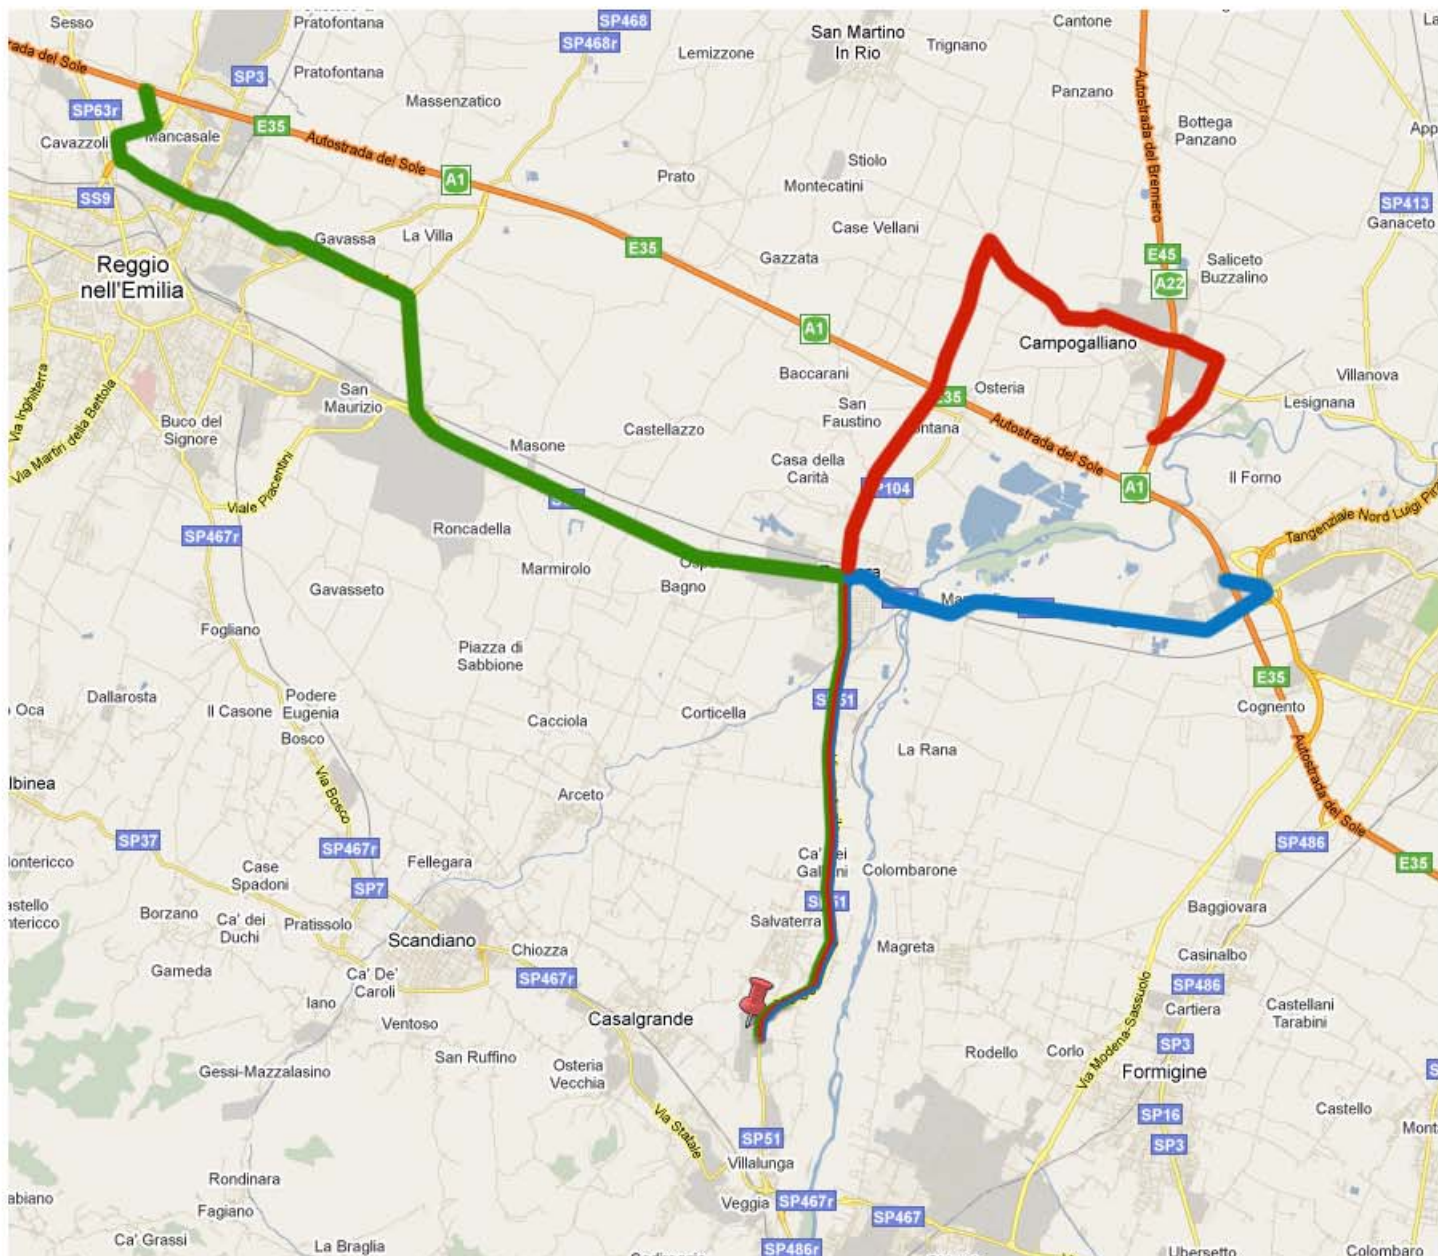 Sesso
Pratofontana
SP468
SP468r
San Martino
In Rio
Trignano
Cantone
Lemizzone
Autostrada del Brennero
rada del Sole
SP3
Pratofontana
Massenzatico
Panzano
Bottega
Panzano
SP63r
Cavazzoli
Mancasale
E35
Autostrada del Sole
A1
Stiolo
Prato
Montecatini
SS9
SP413
Ganaceto
Gavassa
La Villa
Case Vellani
E35
Gazzata
E45
A22
Saliceto
Buzzalino
Reggio
nell'Emilia
A1
Campogalliano
Baccarani
Osteria
E35
Villanova
Lesignana
Via Inghilterra
Via Martiri della Bettola
San
Maurizio
Buco del
Signore
San
Faustino
Castellazzo
Masone
Autostrada del Sole
Casa della
Carità
SP104
A1
Il Forno
Viale Piacentini
SP467r
Roncadella
Tangenziale Nord Luigi
Marmirolo
Bagno
Gavasseto
Fogliano
Piazza di
Sabbione
Dallarosta
Podere
Eugenia
Il Casone
Bosco
Cacciola
Corticella
SP51
E35
Cognento
La Rana
Via Bosco
Arceto
Autostrada del Sole
SP37
SP467r
Case
Spadoni
Fellegara
SP7
Ca' dei
Colombarone
SP486
E35
Borzano
Ca' dei
Duchi
Pratissolo
Scandiano
Chiozza
SP51
Salvaterra
Magreta
Baggiovara
Casinalbo
Gameda
Ca' De'
Caroli
SP467r
SP486
Iano
Ventoso
Casalgrande
Cartiera
Castellani
Tarabini
Via Modena-Sassuolo
San Ruffino
Gessi-Mazzalasino
Osteria
Vecchia
Rodello
Corlo
SP3
Formigine
Via Statale
SP16
Castello
SP51
SP3
Villalunga
Rondinara
Fagiano
Veggia
SP467r
SP467
Ca' Grassi
La Braglia
SP486r
Ubersetto
Colombaro